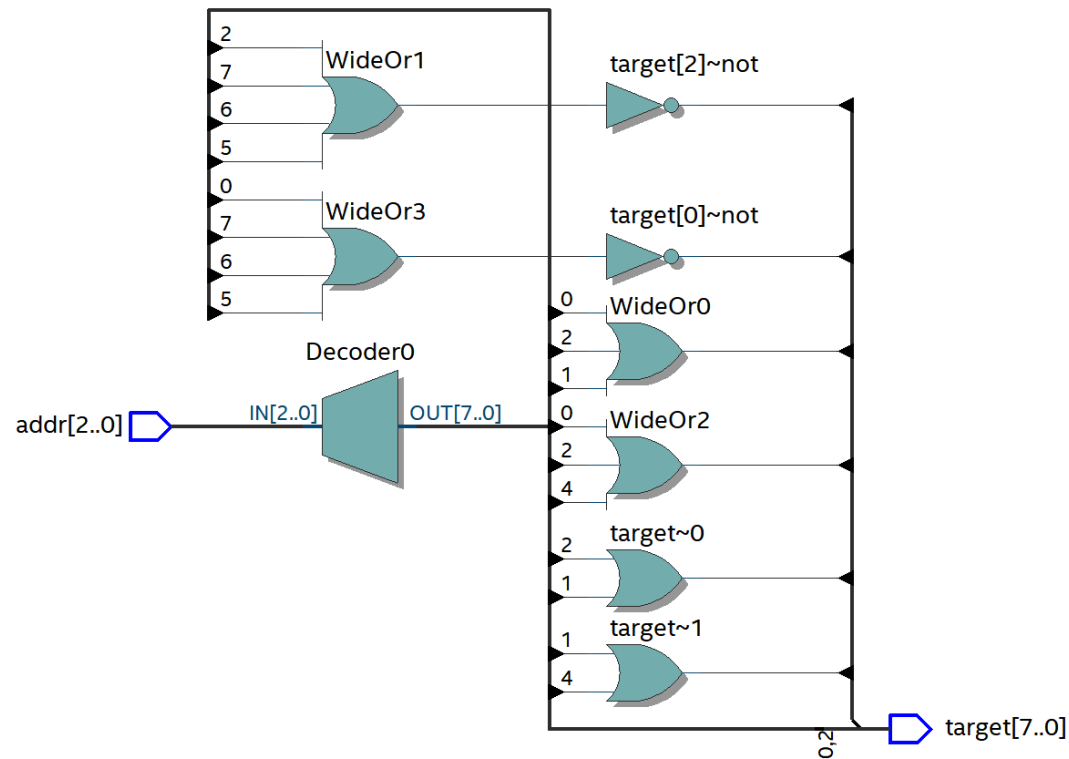 2
7
6
5
WideOr1
target[2]~not
0
7
6
5
WideOr3
target[0]~not
0
2
1
WideOr0
Decoder0
addr[2..0]
IN[2..0]
OUT[7..0]
0
2
4
WideOr2
2
1
target~0
1
4
target~1
0,2
target[7..0]